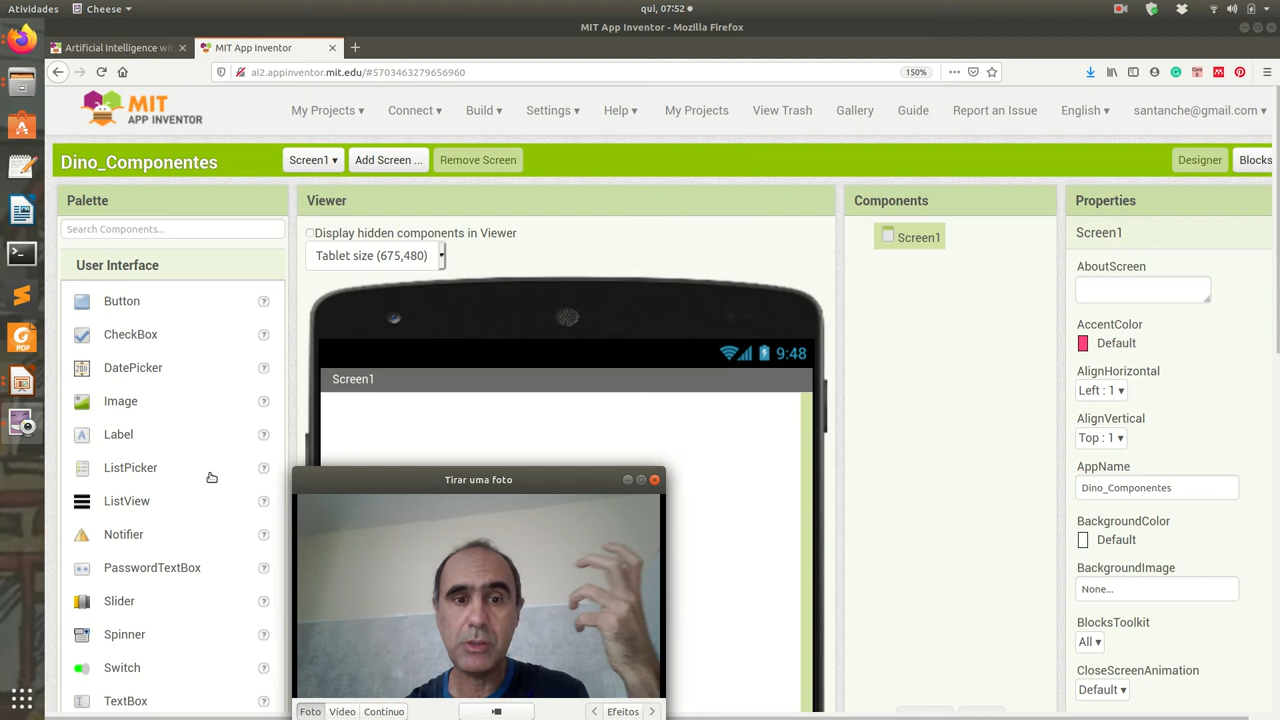 Atividades
Cheese
qui, 07:52
MIT App Inventor - Mozilla Firefox
Artificial Intelligence wit
MIT App Inventor
ai2.appinventor.mit.edu/#5703463279656960
150%
MIT
APP INVENTOR
My Projects
Connect
Build
Settings
Help
My Projects
View Trash
Gallery
Guide
Report an Issue
English
santanche@gmail.com
Dino_Componentes
Screen1
Add Screen ...
Remove Screen
Designer
Blocks
Palette
Search Components...
User Interface
Button
CheckBox
DatePicker
Image
Label
ListPicker
ListView
Notifier
PasswordTextBox
Slider
Spinner
Switch
TextBox
Viewer
Display hidden components in Viewer
Tablet size (675,480)
9:48
Screen1
Tirar uma foto
Foto
Vídeo
Contínuo
Efeitos
Components
Screen1
Properties
Screen1
AboutScreen
AccentColor
Default
AlignHorizontal
Left : 1
AlignVertical
Top : 1
AppName
Dino_Componentes
BackgroundColor
Default
BackgroundImage
None...
BlocksToolkit
All
CloseScreenAnimation
Default